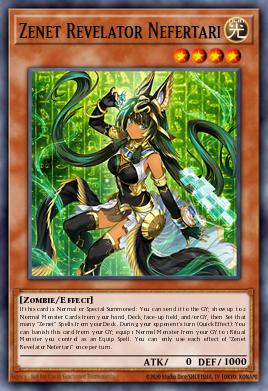 Zenet Revelator Nefertari
光
[Zombie/Effect]
If this card is Normal or Special Summoned: You can send it to the GY; show up to 2
Normal Monster Cards from your hand, Deck, face-up field, and/or GY, then Set that
many "Zenet" Spells from your Deck. During your opponent's turn (Quick Effect): You
can banish this card from your GY; equip 1 Normal Monster from your GY to 1 Ritual
Monster you control as an Equip Spell. You can only use each effect of "Zenet
Revelator Nefertari" once per turn.
ATK/ 0 DEF/1000